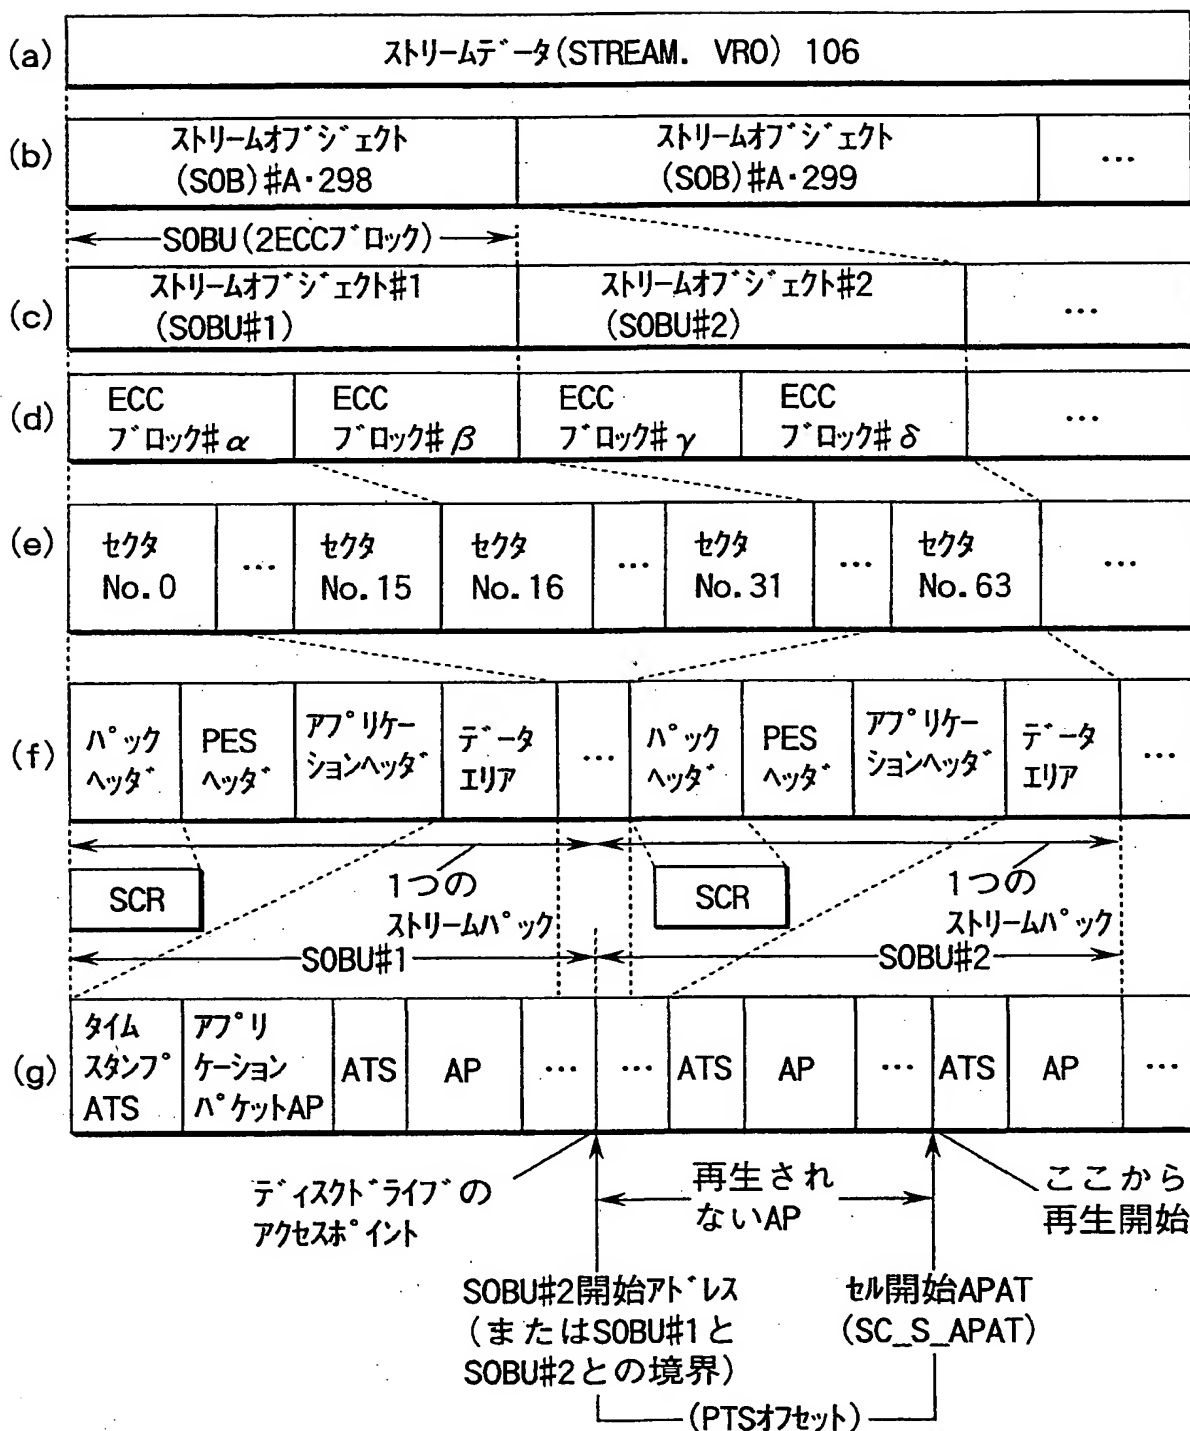 (a) ストリームデータ(STREAM. VRO) 106
(b) ストリームオブジェクト ストリームオブジェクト …
(SOB)#A·298 (SOB)#A·299
SOBU(2ECCブロック)
(c) ストリームオブジェクト#1 ストリームオブジェクト#2 …
(SOBU#1) (SOBU#2)
(d) ECC ECC ECC ECC …
ブロック#α ブロック#β ブロック#γ ブロック#δ
(e) セクタ … セクタ セクタ … セクタ … セクタ …
No.0 No.15 No.16 No.31 No.63
(f) パック PES アプリケー データ … パック PES アプリケー データ …
ヘッダ ヘッダ ションヘッダ エリア ヘッダ ヘッダ ションヘッダ エリア
SCR 1つの SCR 1つの
ストリームパック ストリームパック
SOBU#1 SOBU#2
(g) タイム アプリ ATS AP … … ATS AP … ATS AP …
スタンプ ケーション
ATS パケットAP
ディスクドライブの 再生され ここから
アクセスポイント ないAP 再生開始
SOBU#2開始アドレス セル開始APAT
(またはSOBU#1と (SC_S_APAT)
SOBU#2との境界)
(PTSオフセット)